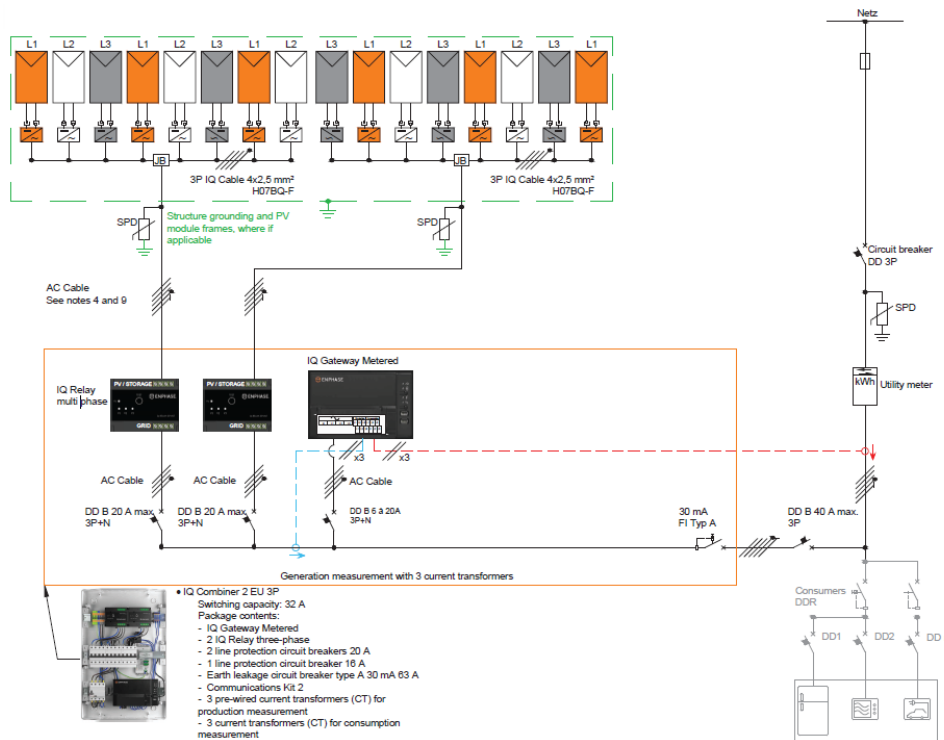 Netz
L1 L2 L3 L1 L2 L3 L1 L2 L3 L1 L2 L3 L1 L2 L3 L1
JB
JB
3P IQ Cable 4x2,5 mm²
H07BQ-F
3P IQ Cable 4x2,5 mm²
H07BQ-F
SPD
Structure grounding and PV
module frames, where if
applicable
SPD
Circuit breaker
DD 3P
AC Cable
See notes 4 and 9
SPD
IQ Gateway Metered
kWh
Utility meter
IQ Relay
multi phase
PV / STORAGE N N N N
ENPHASE
GRID N N N N
PV / STORAGE N N N N
ENPHASE
GRID N N N N
ENPHASE
x3
x3
AC Cable
AC Cable
AC Cable
DD B 20 A max.
3P+N
DD B 20 A max.
3P+N
DD B 6 à 20A
3P+N
30 mA
FI Typ A
DD B 40 A max.
3P
Generation measurement with 3 current transformers
Consumers
DDR
DD1
DD2
DD
• IQ Combiner 2 EU 3P
Switching capacity: 32 A
Package contents:
- IQ Gateway Metered
- 2 IQ Relay three-phase
- 2 line protection circuit breakers 20 A
- 1 line protection circuit breaker 16 A
- Earth leakage circuit breaker type A 30 mA 63 A
- Communications Kit 2
- 3 pre-wired current transformers (CT) for
production measurement
- 3 current transformers (CT) for consumption
measurement